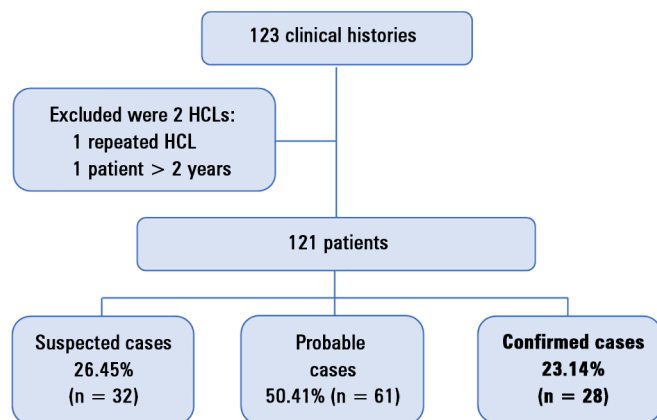 123 clinical histories
Excluded were 2 HCLs:
1 repeated HCL
1 patient > 2 years
121 patients
Suspected cases
26.45%
(n = 32)
Probable
cases
50.41% (n = 61)
Confirmed cases
23.14%
(n = 28)